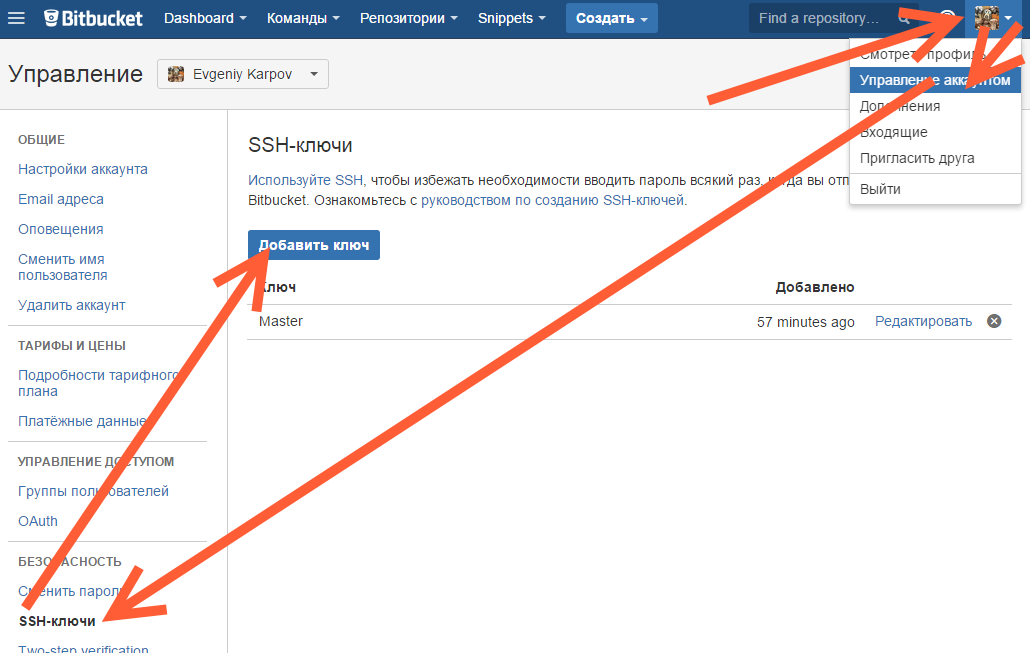 Bitbucket Dashboard Команды Репозитории Snippets Создать Find a repository…
Управление Evgeniy Karpov
Смотреть профиль
Управление аккаунтом
Дополнения
Входящие
Пригласить друга
Выйти
ОБЩИЕ
Настройки аккаунта
Email адреса
Оповещения
Сменить имя
пользователя
Удалить аккаунт
ТАРИФЫ И ЦЕНЫ
Подробности тарифного
плана
Платёжные данные
УПРАВЛЕНИЕ ДОСТУПОМ
Группы пользователей
OAuth
БЕЗОПАСНОСТЬ
Сменить пароль
SSH-ключи
Two-step verification
SSH-ключи
Используйте SSH, чтобы избежать необходимости вводить пароль всякий раз, когда вы
Bitbucket. Ознакомьтесь с руководством по созданию SSH-ключей.
Добавить ключ
Ключ Добавлено
Master 57 minutes ago Редактировать